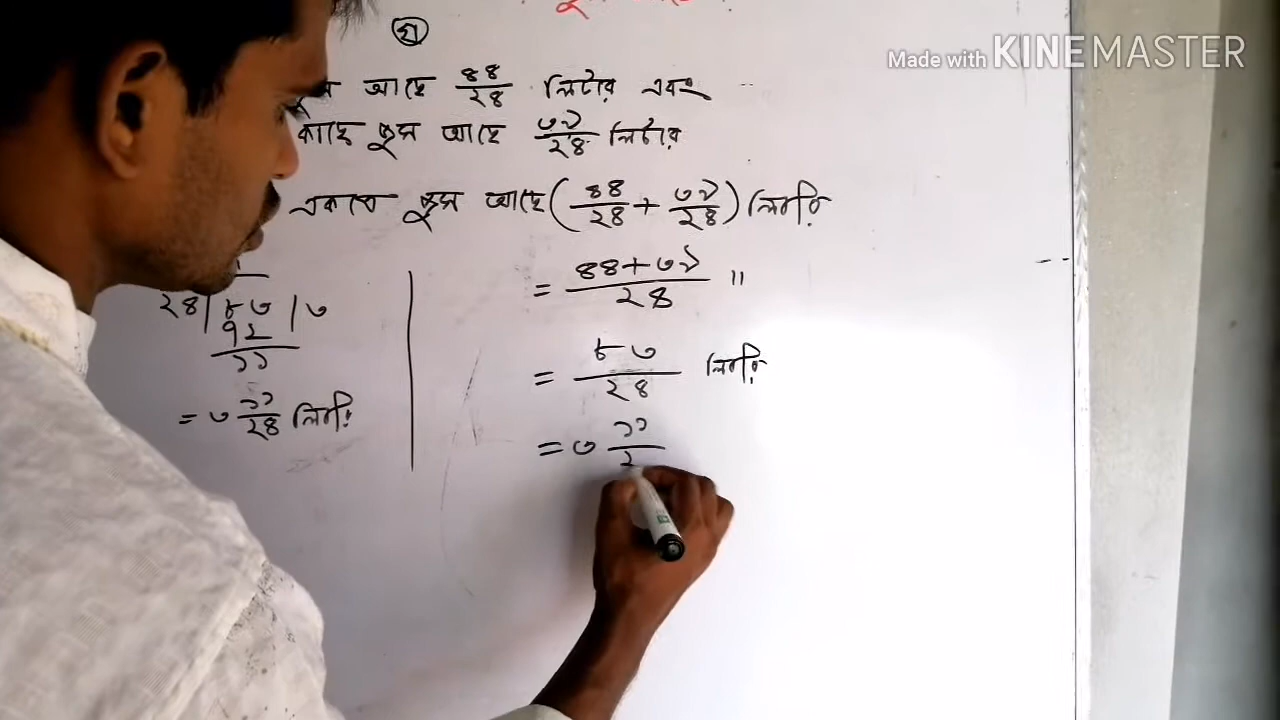 Made with KINEMASTER
গ
আছে ৪৪/২৪ লিটার এবং
কাছে জুস আছে ৩৯/২৪ লিটার
একত্রে জুস আছে (৪৪/২৪ + ৩৯/২৪) লিটার
= ৪৪+৩৯/২৪ "
২৪|৮৩|৩
৭২
১১
= ৩ ১১/২৪ লিটার
= ৮৩/২৪ লিটার
= ৩ ১১/২